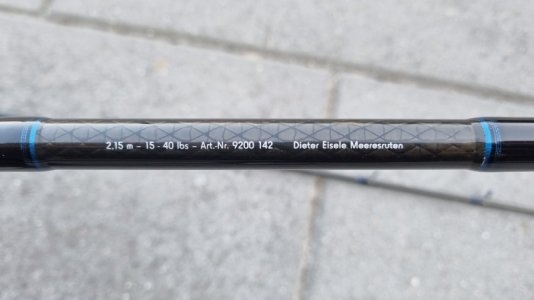 2,15 m – 15 - 40 lbs – Art.-Nr. 9200 142 Dieter Eisele Meeresruten